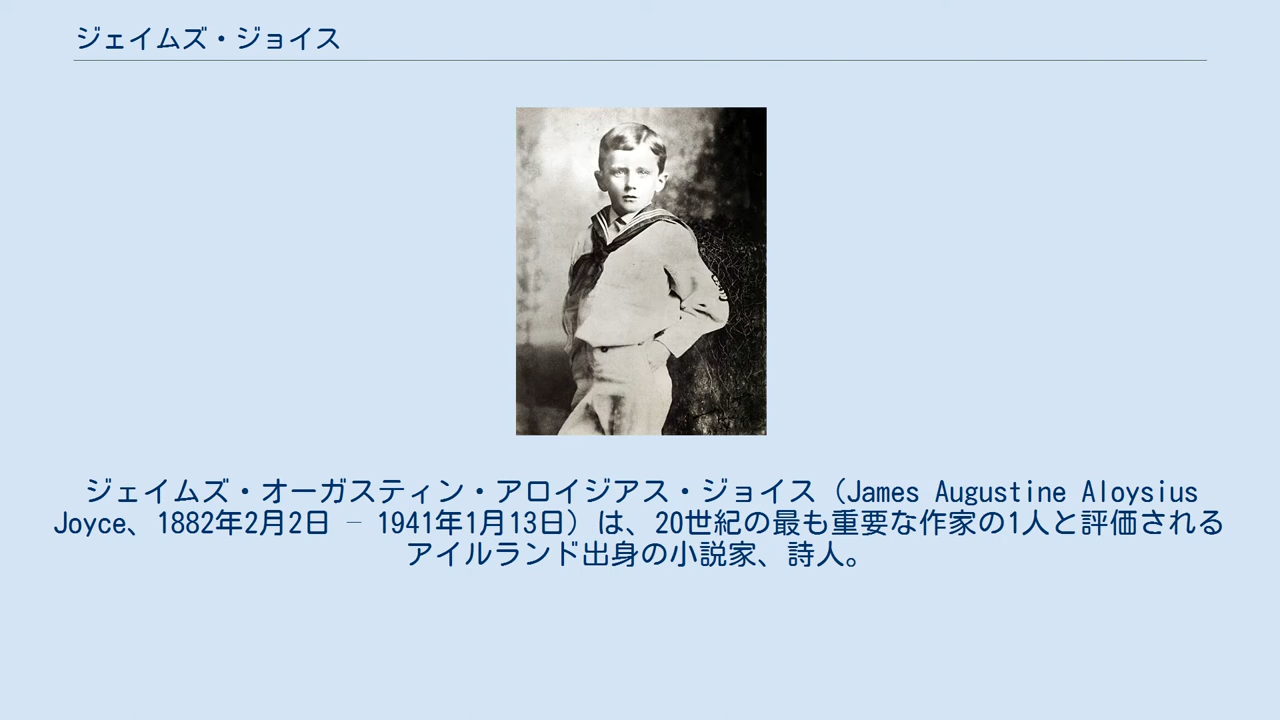 ジェイムズ・ジョイス
ジェイムズ・オーガスティン・アロイジアス・ジョイス（James Augustine Aloysius
Joyce、1882年2月2日 – 1941年1月13日）は、20世紀の最も重要な作家の1人と評価される
アイルランド出身の小説家、詩人。